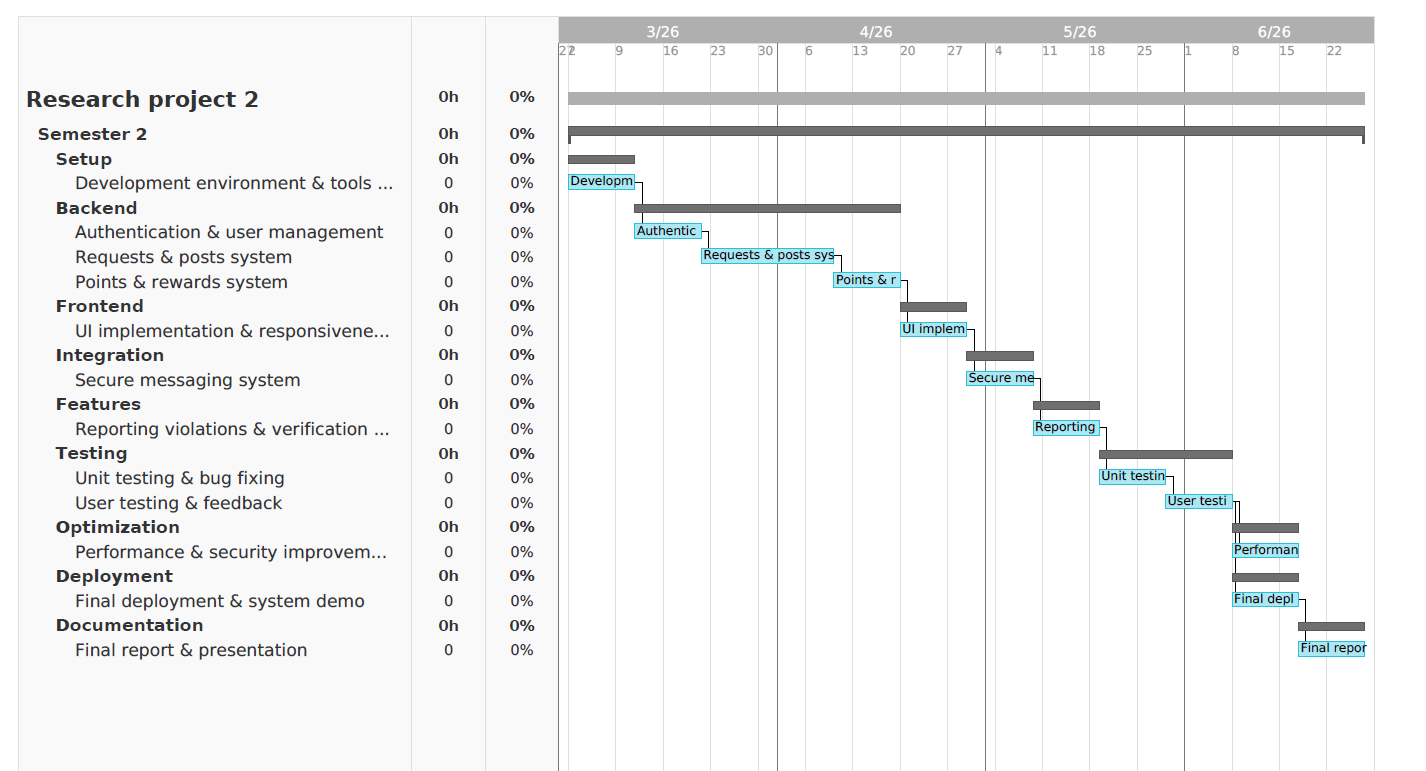 3/26 4/26 5/26 6/26
27 2 9 16 23 30 6 13 20 27 4 11 18 25 1 8 15 22
Research project 2 0h 0%
Semester 2 0h 0%
Setup 0h 0%
Development environment & tools ... 0 0% Developm
Backend 0h 0%
Authentication & user management 0 0% Authentic
Requests & posts system 0 0% Requests & posts sys
Points & rewards system 0 0% Points & r
Frontend 0h 0%
UI implementation & responsivene... 0 0% UI implem
Integration 0h 0%
Secure messaging system 0 0% Secure me
Features 0h 0%
Reporting violations & verification ... 0 0% Reporting
Testing 0h 0%
Unit testing & bug fixing 0 0% Unit testin
User testing & feedback 0 0% User testi
Optimization 0h 0%
Performance & security improvem... 0 0% Performan
Deployment 0h 0%
Final deployment & system demo 0 0% Final depl
Documentation 0h 0%
Final report & presentation 0 0% Final repor